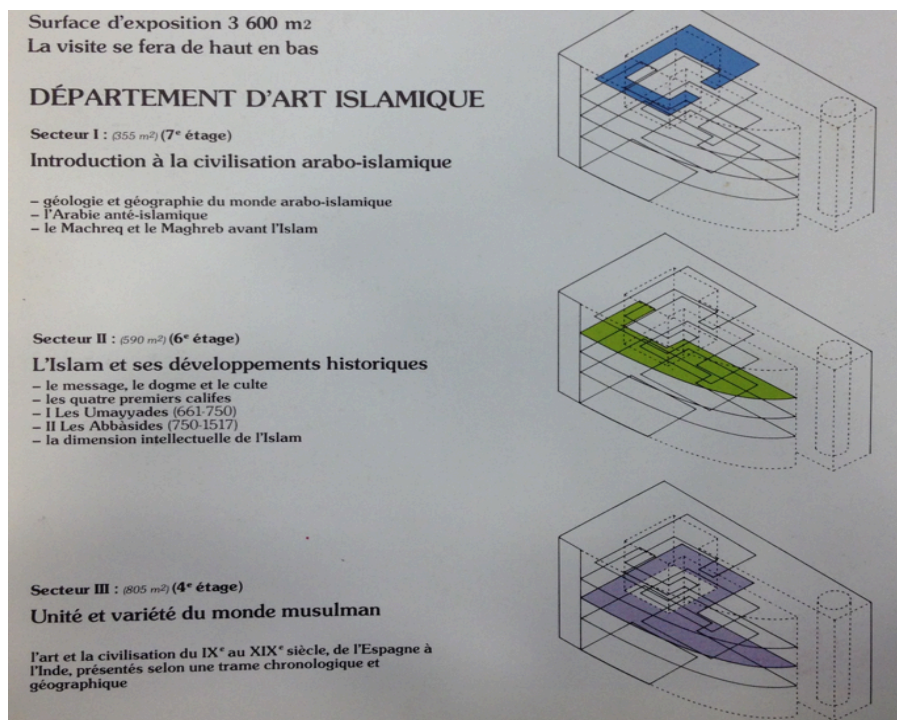 Surface d'exposition 3 600 m2
La visite se fera de haut en bas
DÉPARTEMENT D'ART ISLAMIQUE
Secteur I : (355 m²) (7e étage)
Introduction à la civilisation arabo-islamique
– géologie et géographie du monde arabo-islamique
– l'Arabie anté-islamique
– le Machreq et le Maghreb avant l'Islam
Secteur II : (590 m²) (6e étage)
L'Islam et ses développements historiques
– le message, le dogme et le culte
– les quatre premiers califes
– I Les Umayyades (661-750)
– II Les Abbàsides (750-1517)
– la dimension intellectuelle de l'Islam
Secteur III : (805 m²) (4e étage)
Unité et variété du monde musulman
l'art et la civilisation du IXe au XIXe siècle, de l'Espagne à
l'Inde, présentés selon une trame chronologique et
géographique